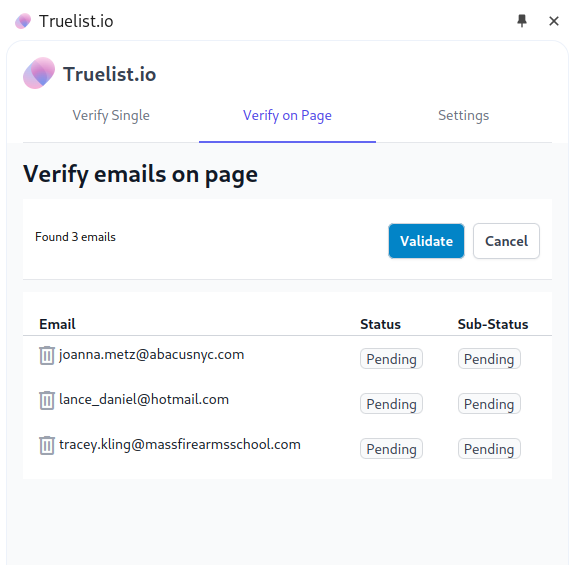 Truelist.io
Truelist.io
Verify Single Verify on Page Settings
Verify emails on page
Found 3 emails Validate Cancel
Email Status Sub-Status
joanna.metz@abacusnyc.com Pending Pending
lance_daniel@hotmail.com Pending Pending
tracey.kling@massfirearmsschool.com Pending Pending